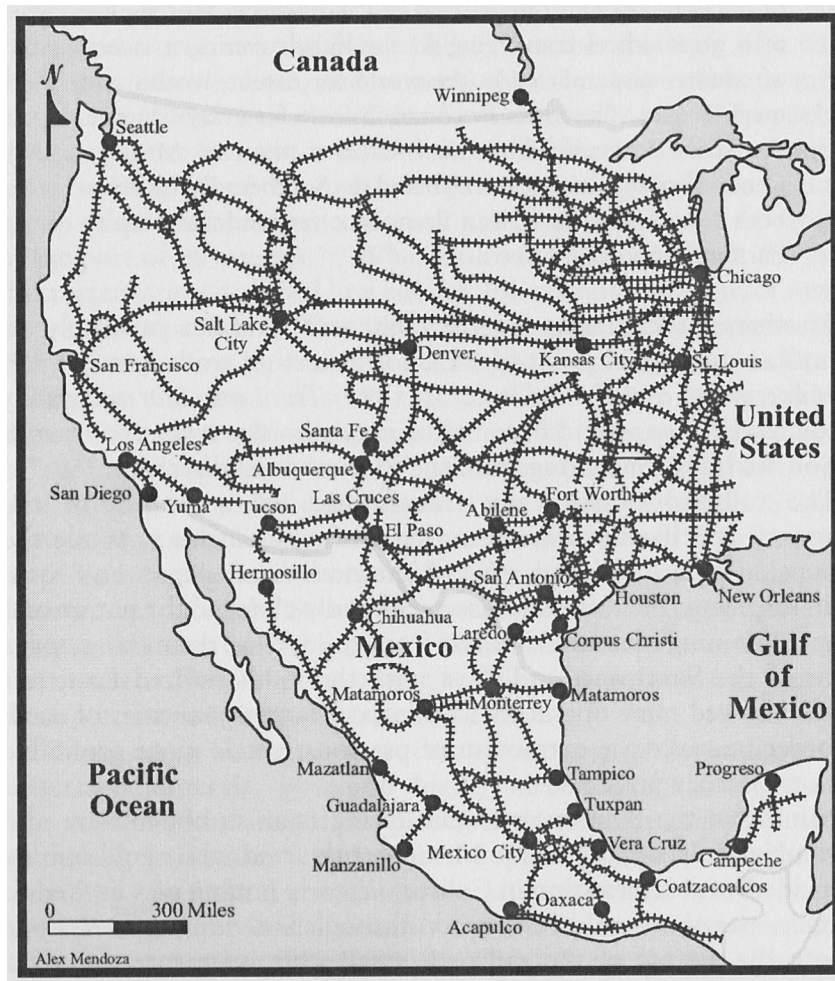 Canada
N
Winnipeg
Seattle
Chicago
Salt Lake
City
Denver
Kansas City
St. Louis
San Francisco
United
States
Santa Fe
Los Angeles
Albuquerque
San Diego
Yuma
Tucson
Las Cruces
Abilene
Fort Worth
El Paso
Hermosillo
San Antonio
Houston
New Orleans
Chihuahua
Mexico
Laredo
Corpus Christi
Gulf
of
Mexico
Matamoros
Monterrey
Matamoros
Pacific
Ocean
Mazatlan
Tampico
Progreso
Guadalajara
Tuxpan
Mexico City
Vera Cruz
Campeche
Manzanillo
Coatzacoalcos
Oaxaca
Acapulco
0 300 Miles
Alex Mendoza